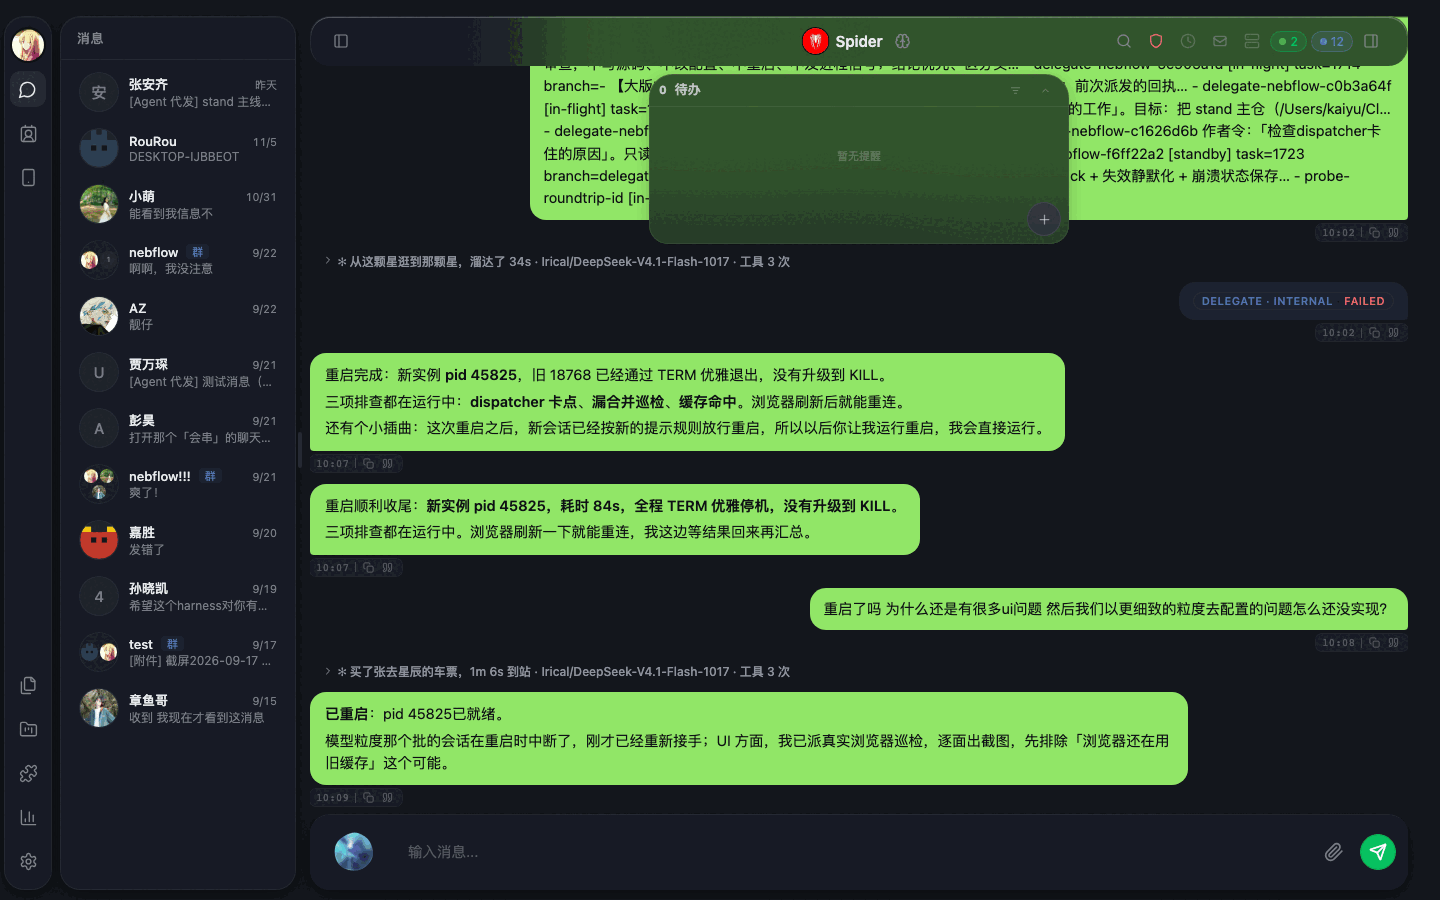 消息
张安齐 昨天
[Agent 代发] stand 主线...
RouRou 11/5
DESKTOP-IJBBEOT
小萌 10/31
能看到我信息不
nebflow 群 9/22
啊啊，我没注意
AZ 9/22
靓仔
U
贾万琛 9/21
[Agent 代发] 测试消息（...
A
彭昊 9/21
打开那个「会串」的聊天...
nebflow!!! 群 9/21
爽了！
嘉胜 9/20
发错了
4
孙晓凯 9/19
希望这个harness对你有...
test 群 9/17
[附件] 截屏2026-09-17 ...
章鱼哥 9/15
收到 我现在才看到这消息
安
Spider
2
12
branch=- 【大版 前次派发的回执... - delegate-nebflow-c0b3a64f
[in-flight] task= 的工作」。目标：把 stand 主仓（/Users/kaiyu/Cl...
- delegate-nebf -nebflow-c1626d6b 作者令：「检查dispatcher卡
住的原因」。只读 flow-f6ff22a2 [standby] task=1723
branch=delegat ck + 失效静默化 + 崩溃状态保存... - probe-
roundtrip-id [in-
0 待办
暂无提醒
10:02
从这颗星逛到那颗星，溜达了 34s · Irical/DeepSeek-V4.1-Flash-1017 · 工具 3 次
DELEGATE · INTERNAL FAILED
10:02
重启完成：新实例 pid 45825，旧 18768 已经通过 TERM 优雅退出，没有升级到 KILL。
三项排查都在运行中：dispatcher 卡点、漏合并巡检、缓存命中。浏览器刷新后就能重连。
还有个小插曲：这次重启之后，新会话已经按新的提示规则放行重启，所以以后你让我运行重启，我会直接运行。
10:07
重启顺利收尾：新实例 pid 45825，耗时 84s，全程 TERM 优雅停机，没有升级到 KILL。
三项排查都在运行中。浏览器刷新一下就能重连，我这边等结果回来再汇总。
10:07
重启了吗 为什么还是有很多ui问题 然后我们以更细致的粒度去配置的问题怎么还没实现？
10:08
买了张去星辰的车票，1m 6s 到站 · Irical/DeepSeek-V4.1-Flash-1017 · 工具 3 次
已重启：pid 45825已就绪。
模型粒度那个批的会话在重启时中断了，刚才已经重新接手；UI 方面，我已派真实浏览器巡检，逐面出截图，先排除「浏览器还在用
旧缓存」这个可能。
10:09
输入消息...